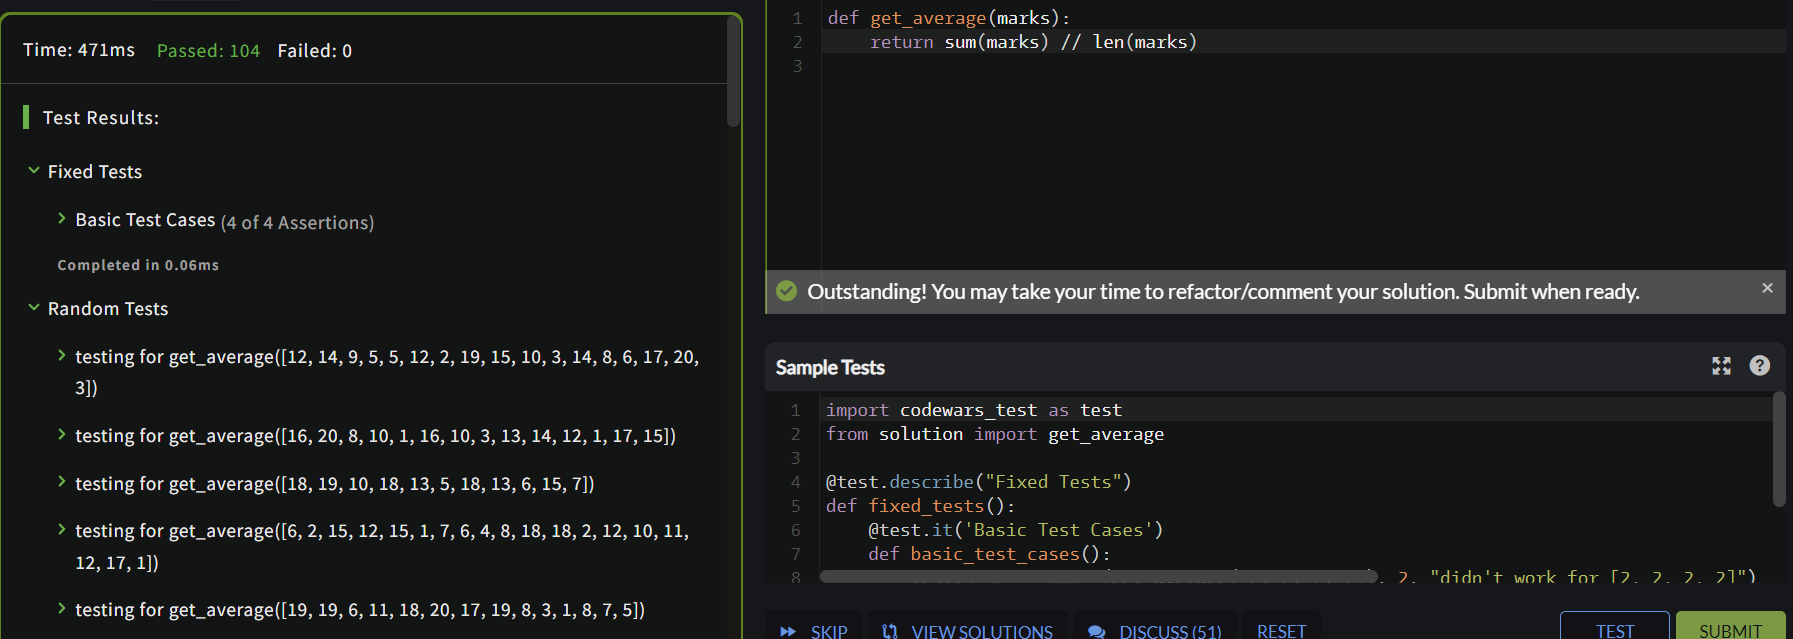 Time: 471ms Passed: 104 Failed: 0
Test Results:
Fixed Tests
Basic Test Cases (4 of 4 Assertions)
Completed in 0.06ms
Random Tests
testing for get_average([12, 14, 9, 5, 5, 12, 2, 19, 15, 10, 3, 14, 8, 6, 17, 20,
3])
testing for get_average([16, 20, 8, 10, 1, 16, 10, 3, 13, 14, 12, 1, 17, 15])
testing for get_average([18, 19, 10, 18, 13, 5, 18, 13, 6, 15, 7])
testing for get_average([6, 2, 15, 12, 15, 1, 7, 6, 4, 8, 18, 18, 2, 12, 10, 11,
12, 17, 1])
testing for get_average([19, 19, 6, 11, 18, 20, 17, 19, 8, 3, 1, 8, 7, 5])
1 def get_average(marks):
2     return sum(marks) // len(marks)
3
Outstanding! You may take your time to refactor/comment your solution. Submit when ready.
Sample Tests
1 import codewars_test as test
2 from solution import get_average
3
4 @test.describe("Fixed Tests")
5 def fixed_tests():
6     @test.it('Basic Test Cases')
7     def basic_test_cases():
8 , 2, "didn't work for [2, 2, 2, 2]")
SKIP VIEW SOLUTIONS DISCUSS (51) RESET TEST SUBMIT